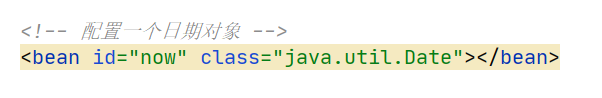 <!-- 配置一个日期对象 -->
<bean id="now" class="java.util.Date"></bean>